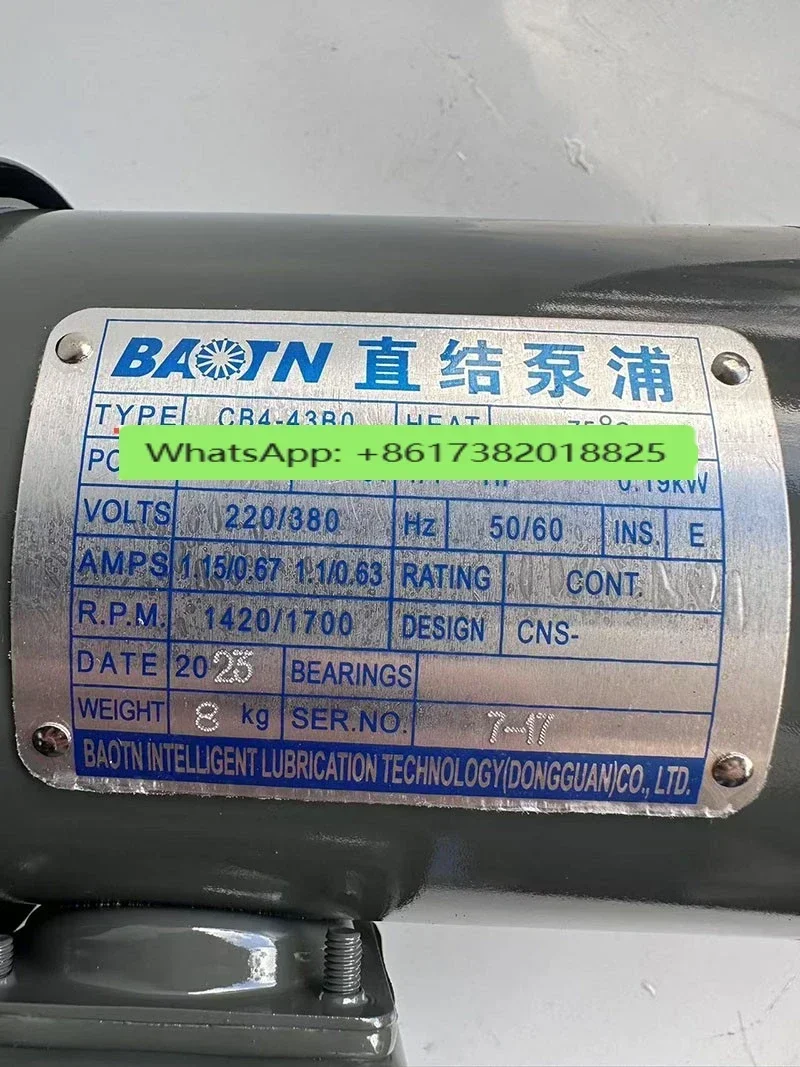 BAOTN 直结泵浦
TYPE CB4-43B0 HEAT 75°C
WhatsApp: +8617382018825
0.19kW
VOLTS 220/380 Hz 50/60 INS. E
AMPS 1.15/0.67 1.1/0.63 RATING CONT.
R.P.M. 1420/1700 DESIGN CNS-
DATE 2025 BEARINGS
WEIGHT 8 kg SER.NO. 7-17
BAOTN INTELLIGENT LUBRICATION TECHNOLOGY(DONGGUAN)CO., LTD.